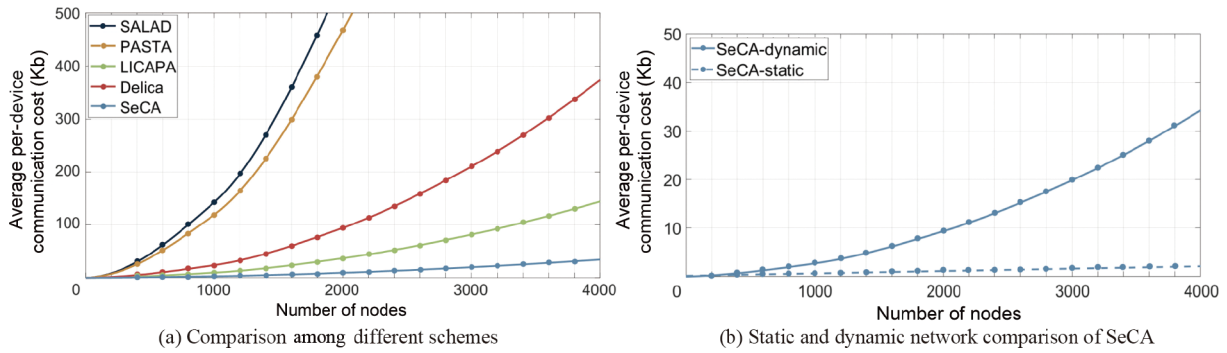 500
400
300
200
100
Average per-device
communication cost (Kb)
SALAD
PASTA
LICAPA
Delica
SeCA
1000
2000
3000
4000
Number of nodes
(a) Comparison among different schemes
50
40
30
20
10
Average per-device
communication cost (Kb)
SeCA-dynamic
SeCA-static
0
1000
2000
3000
4000
Number of nodes
(b) Static and dynamic network comparison of SeCA